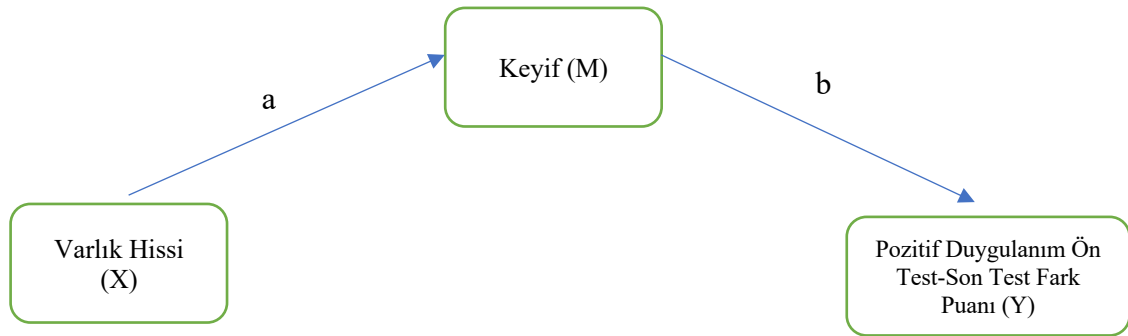 Keyif (M)
a
b
Varlık Hissi
(X)
Pozitif Duygulanım Ön
Test-Son Test Fark
Puanı (Y)